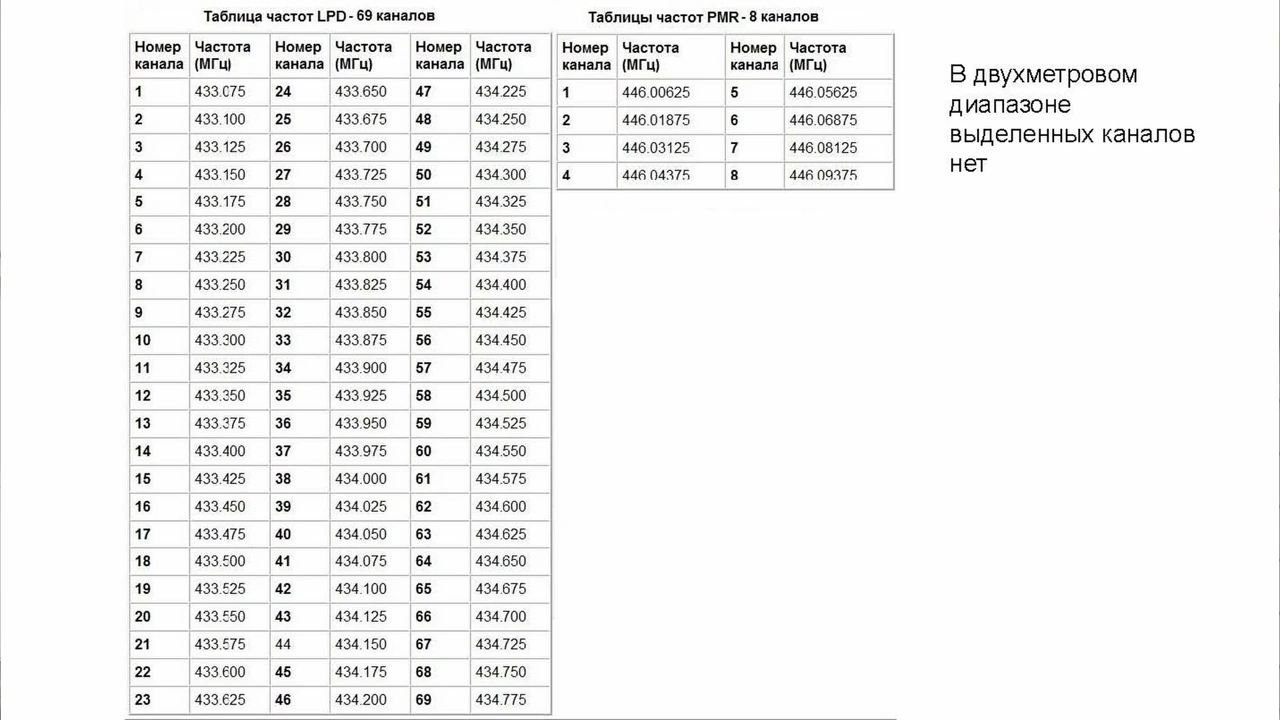 Таблица частот LPD - 69 каналов
Номер канала Частота (МГц) Номер канала Частота (МГц) Номер канала Частота (МГц)
1 433.075 24 433.650 47 434.225
2 433.100 25 433.675 48 434.250
3 433.125 26 433.700 49 434.275
4 433.150 27 433.725 50 434.300
5 433.175 28 433.750 51 434.325
6 433.200 29 433.775 52 434.350
7 433.225 30 433.800 53 434.375
8 433.250 31 433.825 54 434.400
9 433.275 32 433.850 55 434.425
10 433.300 33 433.875 56 434.450
11 433.325 34 433.900 57 434.475
12 433.350 35 433.925 58 434.500
13 433.375 36 433.950 59 434.525
14 433.400 37 433.975 60 434.550
15 433.425 38 434.000 61 434.575
16 433.450 39 434.025 62 434.600
17 433.475 40 434.050 63 434.625
18 433.500 41 434.075 64 434.650
19 433.525 42 434.100 65 434.675
20 433.550 43 434.125 66 434.700
21 433.575 44 434.150 67 434.725
22 433.600 45 434.175 68 434.750
23 433.625 46 434.200 69 434.775
Таблицы частот PMR - 8 каналов
Номер канала Частота (МГц) Номер канала Частота (МГц)
1 446.00625 5 446.05625
2 446.01875 6 446.06875
3 446.03125 7 446.08125
4 446.04375 8 446.09375
В двухметровом
диапазоне
выделенных каналов
нет